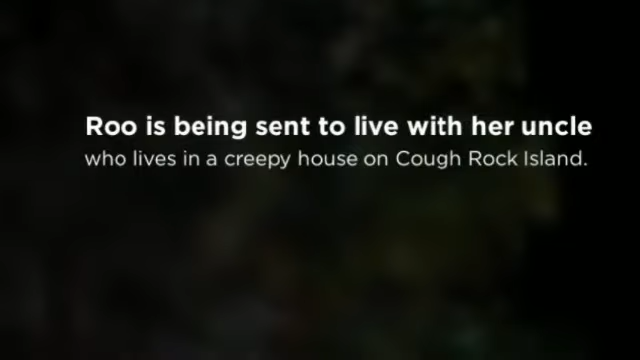 Roo is being sent to live with her uncle
who lives in a creepy house on Cough Rock Island.